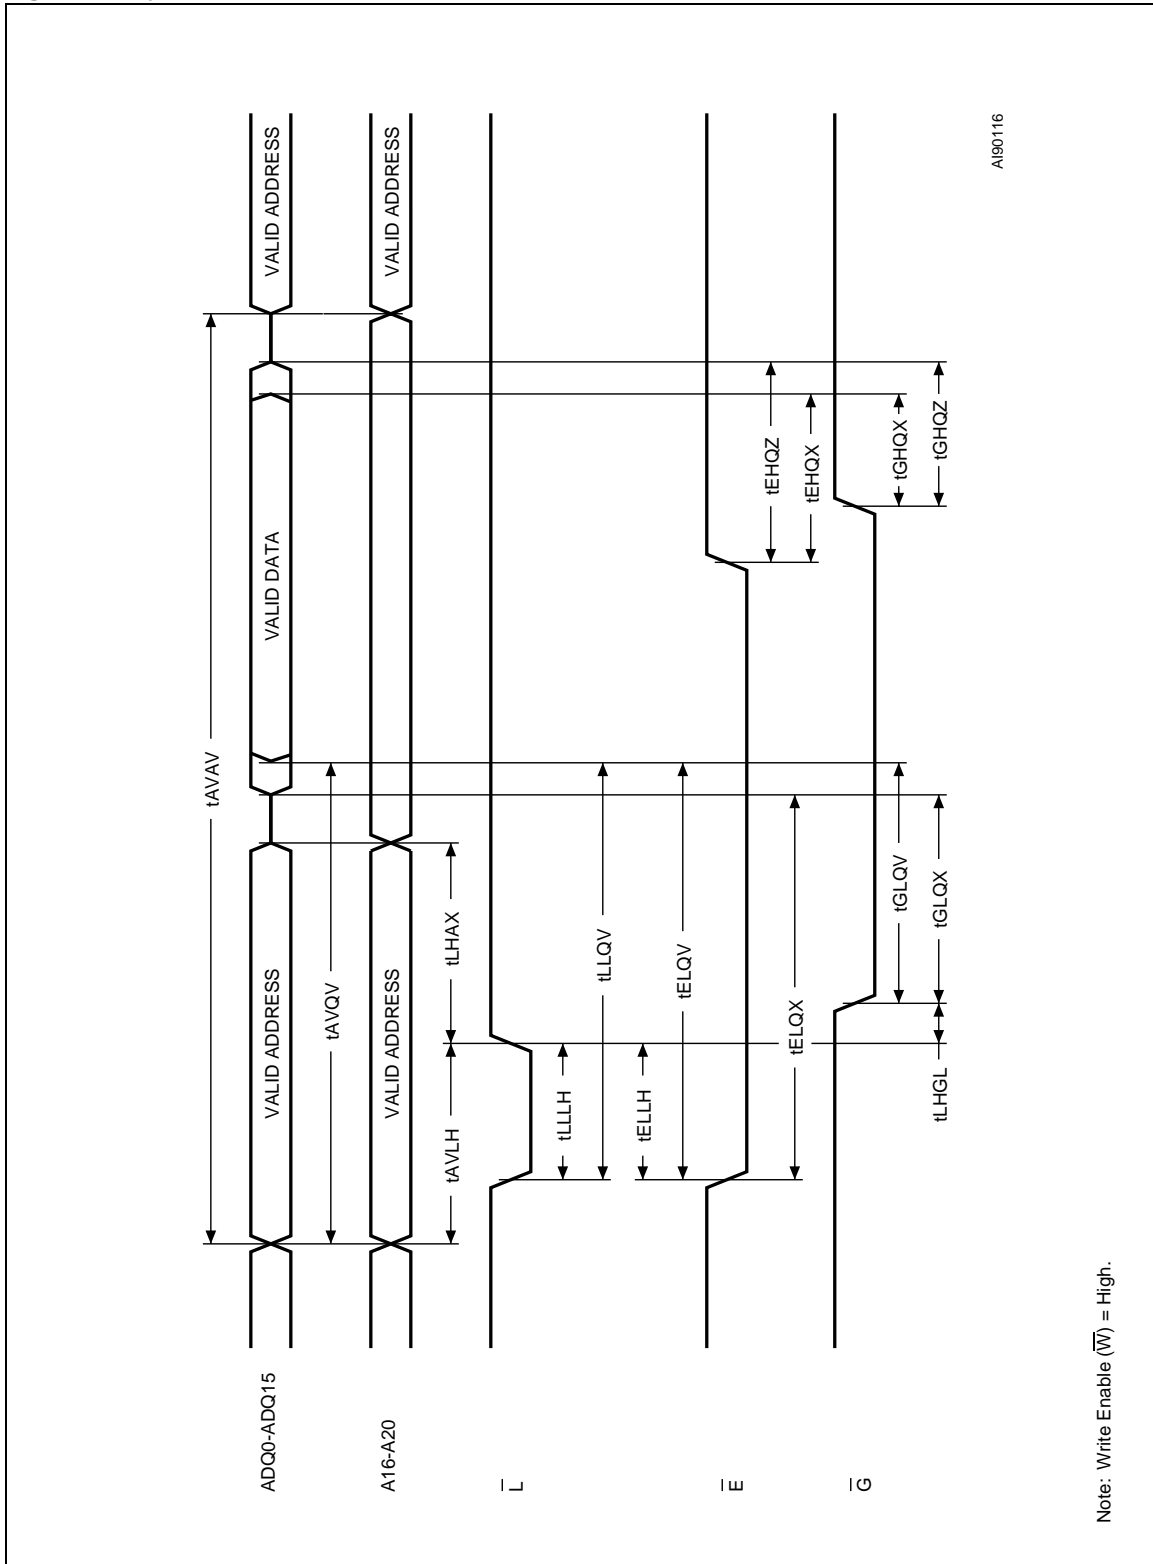 tAVAV
ADQ0-ADQ15
VALID ADDRESS
VALID DATA
VALID ADDRESS
tAVQV
A16-A20
VALID ADDRESS
VALID ADDRESS
tAVLH
tLHAX
L̅
tLLLH
tLLQV
tELLH
tELQV
E̅
tEHQZ
tELQX
tEHQX
G̅
tGLQV
tGHQX
tLHGL
tGLQX
tGHQZ
AI90116
Note: Write Enable (W̅) = High.